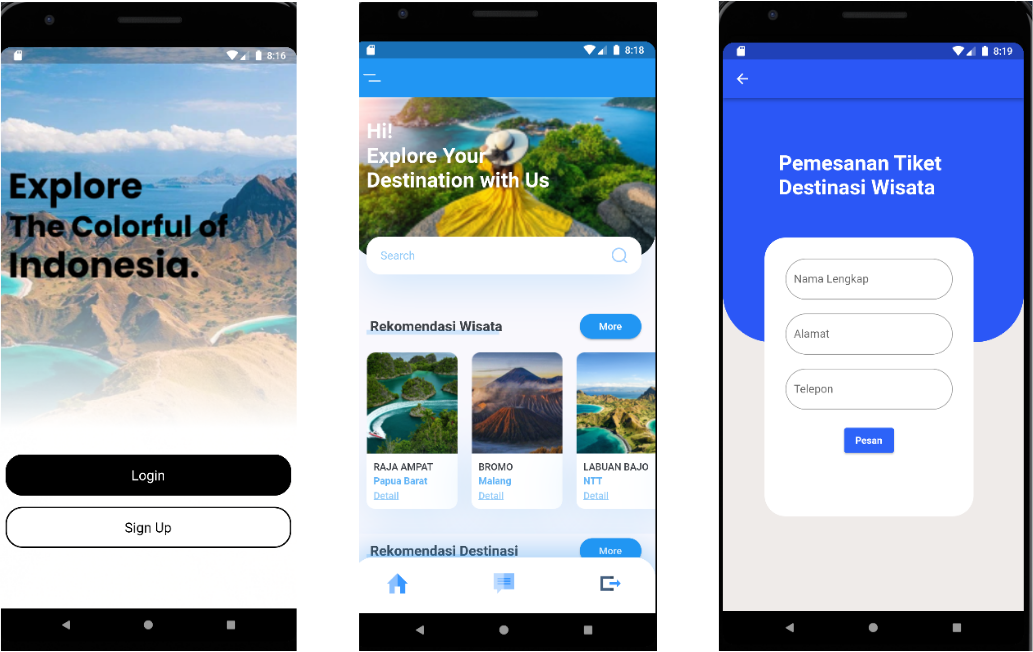 8:16
Explore
The Colorful of
Indonesia.
Login
Sign Up
8:18
Hi!
Explore Your
Destination with Us
Search
Rekomendasi Wisata
More
RAJA AMPAT
Papua Barat
Detail
BROMO
Malang
Detail
LABUAN BAJO
NTT
Detail
Rekomendasi Destinasi
More
8:19
Pemesanan Tiket
Destinasi Wisata
Nama Lengkap
Alamat
Telepon
Pesan